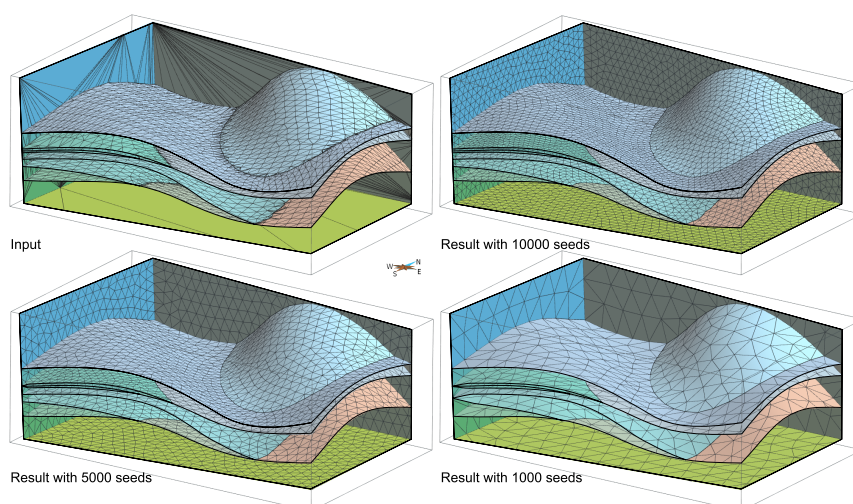 Input
Result with 10000 seeds
W N
S E
Result with 5000 seeds
Result with 1000 seeds